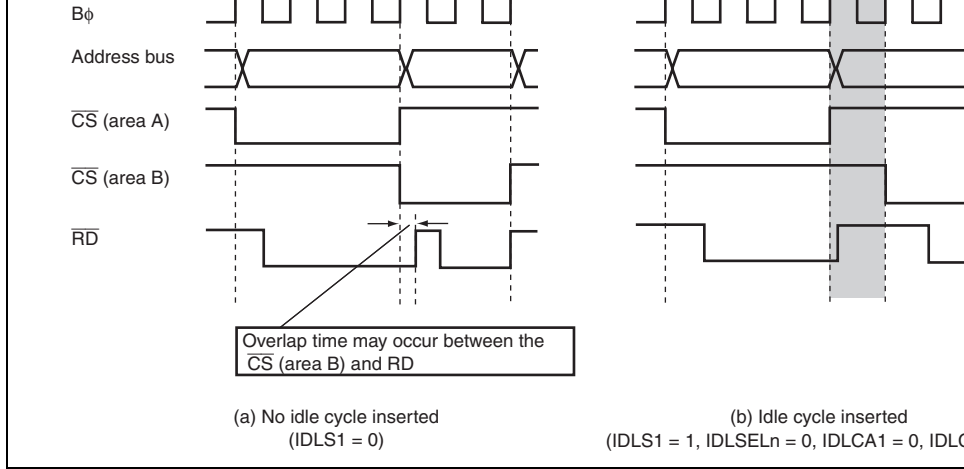 Bφ
Address bus
CS (area A)
CS (area B)
RD
Overlap time may occur between the
CS (area B) and RD
(a) No idle cycle inserted
(IDLS1 = 0)
(b) Idle cycle inserted
(IDLS1 = 1, IDLSELn = 0, IDLCA1 = 0,